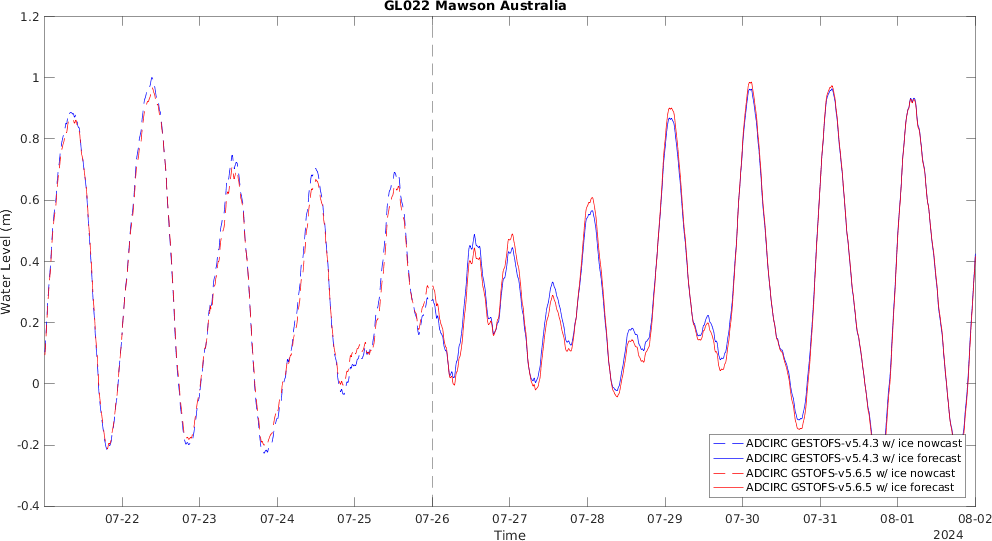 GL022 Mawson Australia
1.2
1
0.8
0.6
0.4
0.2
0
-0.2
-0.4
Water Level (m)
ADCIRC GESTOFS-v5.4.3 w/ ice nowcast
ADCIRC GESTOFS-v5.4.3 w/ ice forecast
ADCIRC GSTOFS-v5.6.5 w/ ice nowcast
ADCIRC GSTOFS-v5.6.5 w/ ice forecast
07-22 07-23 07-24 07-25 07-26 07-27 07-28 07-29 07-30 07-31 08-01 08-02
Time
2024